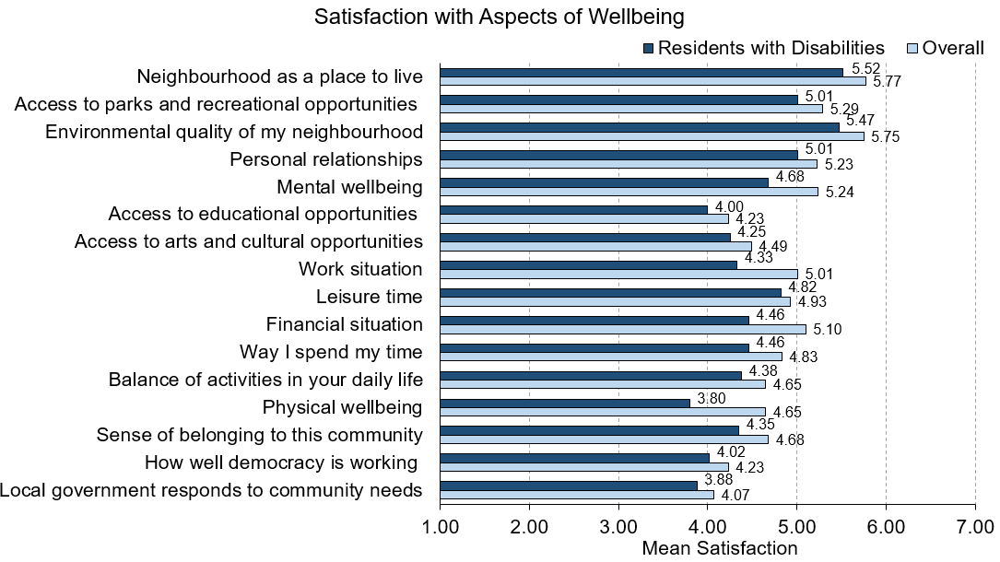 Satisfaction with Aspects of Wellbeing
Residents with Disabilities Overall
Neighbourhood as a place to live 5.52 5.77
Access to parks and recreational opportunities 5.01 5.29
Environmental quality of my neighbourhood 5.47 5.75
Personal relationships 5.01 5.23
Mental wellbeing 4.68 5.24
Access to educational opportunities 4.00 4.23
Access to arts and cultural opportunities 4.25 4.49
Work situation 4.33 5.01
Leisure time 4.82 4.93
Financial situation 4.46 5.10
Way I spend my time 4.46 4.83
Balance of activities in your daily life 4.38 4.65
Physical wellbeing 3.80 4.65
Sense of belonging to this community 4.35 4.68
How well democracy is working 4.02 4.23
Local government responds to community needs 3.88 4.07
1.00 2.00 3.00 4.00 5.00 6.00 7.00
Mean Satisfaction